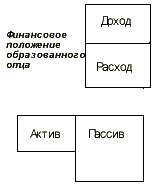 Доход
Финансовое
положение
образованного
отца
Расход
Актив
Пассив